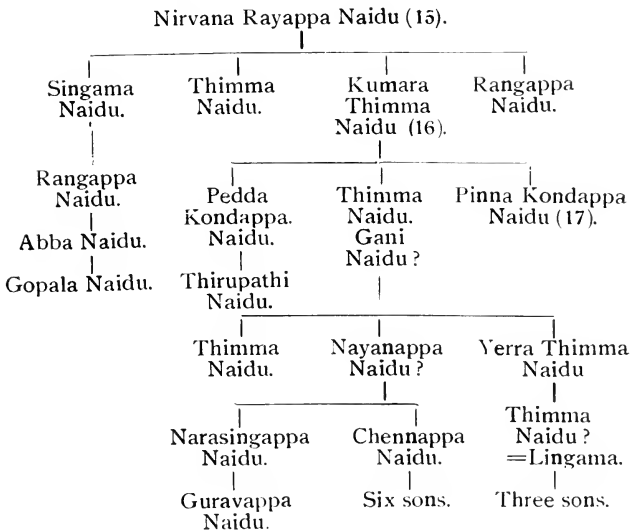 Nirvana Rayappa Naidu (15).
Singama Thimma Kumara Rangappa
Naidu. Naidu. Thimma Naidu.
Naidu (16).
Rangappa Pedda Thimma Pinna Kondappa
Naidu. Kondappa. Naidu. Naidu (17).
Abba Naidu. Naidu. Gani
Naidu ?
Gopala Naidu. Thirupathi
Naidu.
Thimma Nayanappa Yerra Thimma
Naidu. Naidu ? Naidu
Narasingappa Chennappa Thimma
Naidu. Naidu. Naidu ?
=Lingama.
Guravappa Six sons. Three sons.
Naidu.